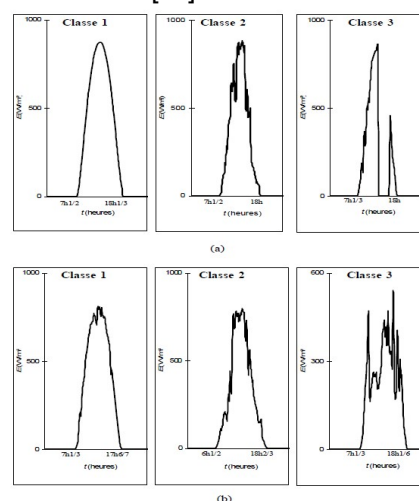 Classe 1
1000
500
0
E(W/m²)
7h1/2
18h1/3
t (heures)
Classe 2
1000
500
0
E(W/m²)
7h1/2
18h
t (heures)
Classe 3
1000
500
0
E(W/m²)
7h1/3
18h
t (heures)
(a)
Classe 1
1000
500
0
E(W/m²)
7h1/3
17h6/7
t (heures)
Classe 2
1000
500
0
E(W/m²)
6h1/2
18h2/3
t (heures)
Classe 3
600
300
0
E(W/m²)
7h1/3
18h1/6
t (heures)
(b)